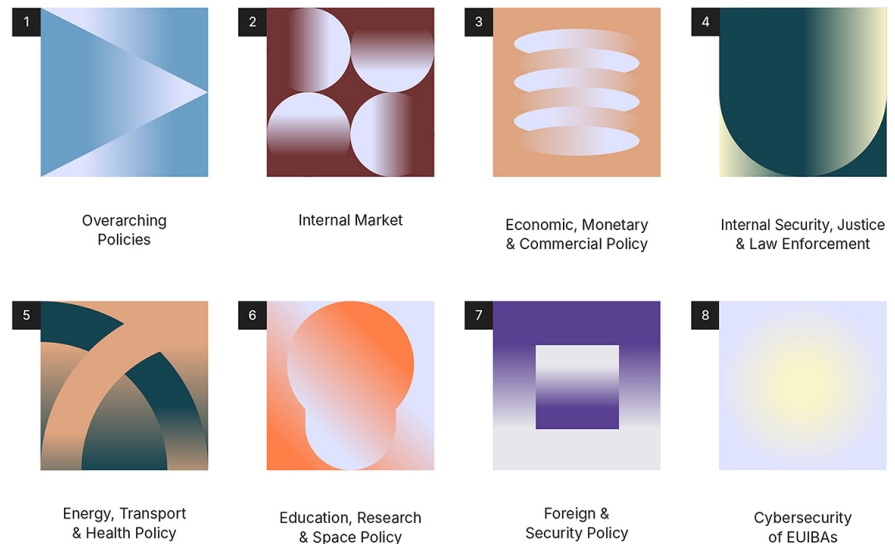 1
Overarching
Policies
2
Internal Market
3
Economic, Monetary
& Commercial Policy
4
Internal Security, Justice
& Law Enforcement
5
Energy, Transport
& Health Policy
6
Education, Research
& Space Policy
7
Foreign &
Security Policy
8
Cybersecurity
of EUIBAs